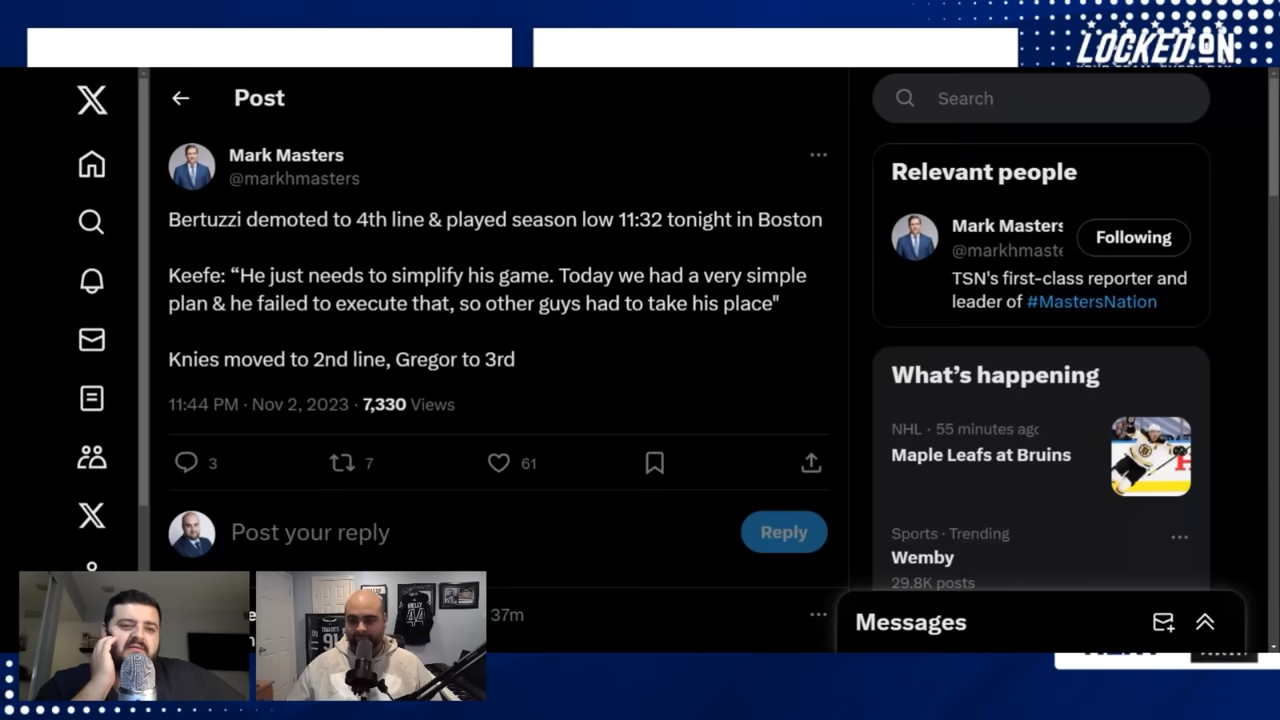 LOCKED ON
Post
Search
Mark Masters
@markhmasters
Bertuzzi demoted to 4th line & played season low 11:32 tonight in Boston
Keefe: “He just needs to simplify his game. Today we had a very simple
plan & he failed to execute that, so other guys had to take his place"
Knies moved to 2nd line, Gregor to 3rd
11:44 PM · Nov 2, 2023 · 7,330 Views
3
7
61
Post your reply
Reply
37m
Relevant people
Mark Masters
Following
@markhmaste
TSN's first-class reporter and
leader of #MastersNation
What’s happening
NHL · 55 minutes ago
Maple Leafs at Bruins
Sports · Trending
Wemby
29.8K posts
Messages
91
44